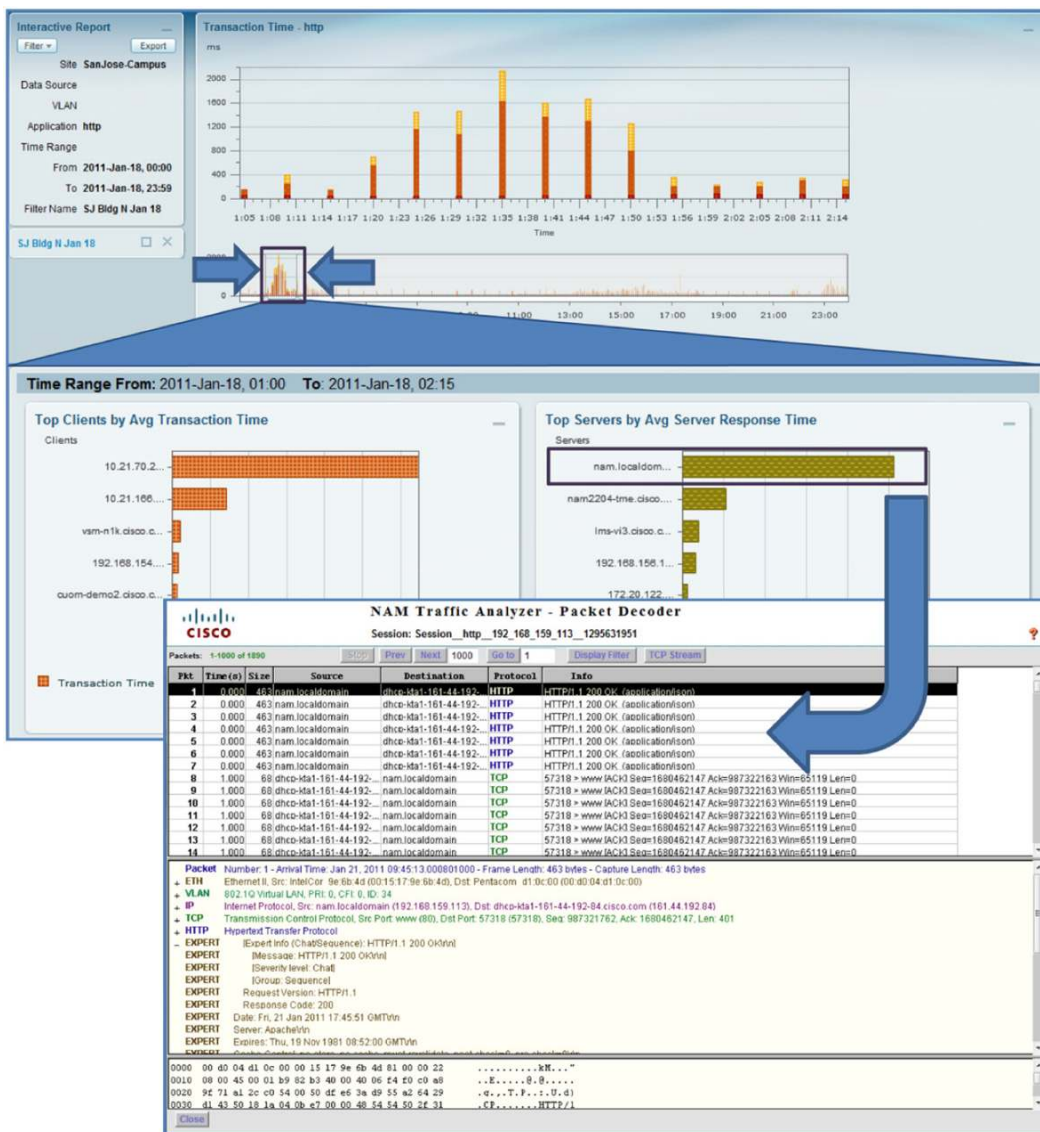 Interactive Report
Filter
Export
Site SanJose-Campus
Data Source
VLAN
Application http
Time Range
From 2011-Jan-18, 00:00
To 2011-Jan-18, 23:59
Filter Name SJ Bldg N Jan 18
SJ Bldg N Jan 18
Transaction Time - http
ms
2000
1600
1200
800
400
0
1:05 1:08 1:11 1:14 1:17 1:20 1:23 1:26 1:29 1:32 1:35 1:38 1:41 1:44 1:47 1:50 1:53 1:56 1:59 2:02 2:05 2:08 2:11 2:14
Time
0
11:00 13:00 15:00 17:00 19:00 21:00 23:00
Time Range From: 2011-Jan-18, 01:00 To: 2011-Jan-18, 02:15
Top Clients by Avg Transaction Time
Clients
10.21.70.2...
10.21.166....
vsm-n1k.cisco.c...
192.168.154....
cuom-demo2.cisco.c...
Transaction Time
Top Servers by Avg Server Response Time
Servers
nam.localdom...
nam2204-tme.cisco....
lms-vi3.cisco.c...
192.168.156.1...
172.20.122....
CISCO
NAM Traffic Analyzer - Packet Decoder
Session: Session__http__192_168_159_113__1295631951
Packets: 1-1000 of 1890
Stop Prev Next 1000 Go to 1 Display Filter TCP Stream
Pkt Time(s) Size Source Destination Protocol Info
1 0.000 463 nam.localdomain dhcp-kta1-161-44-192-... HTTP HTTP/1.1 200 OK (application/json)
2 0.000 463 nam.localdomain dhcp-kta1-161-44-192-... HTTP HTTP/1.1 200 OK (application/json)
3 0.000 463 nam.localdomain dhcp-kta1-161-44-192-... HTTP HTTP/1.1 200 OK (application/json)
4 0.000 463 nam.localdomain dhcp-kta1-161-44-192-... HTTP HTTP/1.1 200 OK (application/json)
5 0.000 463 nam.localdomain dhcp-kta1-161-44-192-... HTTP HTTP/1.1 200 OK (application/json)
6 0.000 463 nam.localdomain dhcp-kta1-161-44-192-... HTTP HTTP/1.1 200 OK (application/json)
7 0.000 463 nam.localdomain dhcp-kta1-161-44-192-... HTTP HTTP/1.1 200 OK (application/json)
8 1.000 68 dhcp-kta1-161-44-192-... nam.localdomain TCP 57318 > www [ACK] Seq=1680462147 Ack=987322163 Win=65119 Len=0
9 1.000 68 dhcp-kta1-161-44-192-... nam.localdomain TCP 57318 > www [ACK] Seq=1680462147 Ack=987322163 Win=65119 Len=0
10 1.000 68 dhcp-kta1-161-44-192-... nam.localdomain TCP 57318 > www [ACK] Seq=1680462147 Ack=987322163 Win=65119 Len=0
11 1.000 68 dhcp-kta1-161-44-192-... nam.localdomain TCP 57318 > www [ACK] Seq=1680462147 Ack=987322163 Win=65119 Len=0
12 1.000 68 dhcp-kta1-161-44-192-... nam.localdomain TCP 57318 > www [ACK] Seq=1680462147 Ack=987322163 Win=65119 Len=0
13 1.000 68 dhcp-kta1-161-44-192-... nam.localdomain TCP 57318 > www [ACK] Seq=1680462147 Ack=987322163 Win=65119 Len=0
14 1.000 68 dhcp-kta1-161-44-192-... nam.localdomain TCP 57318 > www [ACK] Seq=1680462147 Ack=987322163 Win=65119 Len=0
Packet Number: 1 - Arrival Time: Jan 21, 2011 09:45:13.000801000 - Frame Length: 463 bytes - Capture Length: 463 bytes
+ ETH Ethernet II, Src: IntelCor_9e:6b:4d (00:15:17:9e:6b:4d), Dst: Pentacom_d1:0c:00 (00:d0:04:d1:0c:00)
+ VLAN 802.1Q Virtual LAN, PRI: 0, CFI: 0, ID: 34
+ IP Internet Protocol, Src: nam.localdomain (192.168.159.113), Dst: dhcp-kta1-161-44-192-84.cisco.com (161.44.192.84)
+ TCP Transmission Control Protocol, Src Port: www (80), Dst Port: 57318 (57318), Seq: 987321762, Ack: 1680462147, Len: 401
+ HTTP Hypertext Transfer Protocol
- EXPERT [Expert Info (Chat/Sequence): HTTP/1.1 200 OK\r\n]
EXPERT [Message: HTTP/1.1 200 OK\r\n]
EXPERT [Severity level: Chat]
EXPERT [Group: Sequence]
EXPERT Request Version: HTTP/1.1
EXPERT Response Code: 200
EXPERT Date: Fri, 21 Jan 2011 17:45:51 GMT\r\n
EXPERT Server: Apache\r\n
EXPERT Expires: Thu, 19 Nov 1981 08:52:00 GMT\r\n
0000 00 d0 04 d1 0c 00 00 15 17 9e 6b 4d 81 00 00 22 ..........kM..."
0010 08 00 45 00 01 b9 82 b3 40 00 40 06 f4 f0 c0 a8 ..E.....@.@.....
0020 9f 71 a1 2c c0 54 00 50 df e6 3a d9 55 a2 64 29 .q.,.T.P..:.U.d)
0030 d1 43 50 18 1a 04 0b e7 00 00 48 54 54 50 2f 31 .CP.......HTTP/1
Close